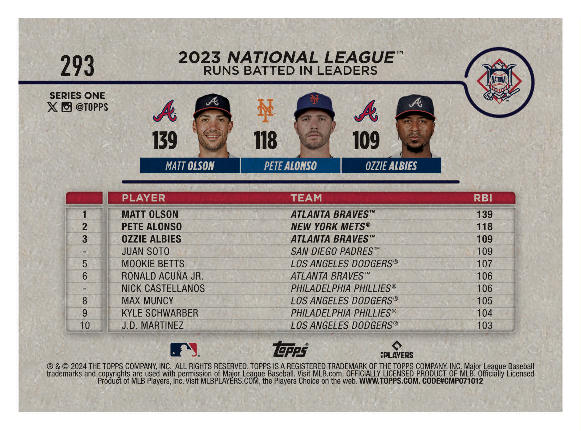 293
2023 NATIONAL LEAGUE™
RUNS BATTED IN LEADERS
SERIES ONE
@TOPPS
139 118 109
MATT OLSON PETE ALONSO OZZIE ALBIES
PLAYER TEAM RBI
1 MATT OLSON ATLANTA BRAVES™ 139
2 PETE ALONSO NEW YORK METS® 118
3 OZZIE ALBIES ATLANTA BRAVES™ 109
- JUAN SOTO SAN DIEGO PADRES™ 109
5 MOOKIE BETTS LOS ANGELES DODGERS® 107
6 RONALD ACUÑA JR. ATLANTA BRAVES™ 106
- NICK CASTELLANOS PHILADELPHIA PHILLIES® 106
8 MAX MUNCY LOS ANGELES DODGERS® 105
9 KYLE SCHWARBER PHILADELPHIA PHILLIES® 104
10 J.D. MARTINEZ LOS ANGELES DODGERS® 103
Topps
PLAYERS
® & © 2024 THE TOPPS COMPANY, INC. ALL RIGHTS RESERVED. TOPPS IS A REGISTERED TRADEMARK OF THE TOPPS COMPANY, INC. Major League Baseball
trademarks and copyrights are used with permission of Major League Baseball. Visit MLB.com. OFFICIALLY LICENSED PRODUCT OF MLB. Officially Licensed
Product of MLB Players, Inc. Visit MLBPLAYERS.COM, the Players Choice on the web. WWW.TOPPS.COM. CODE#CMP071012